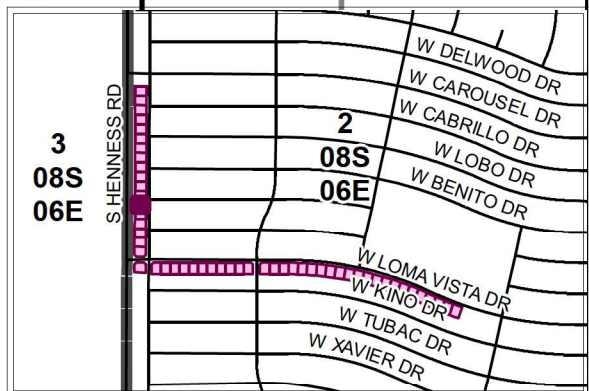 W DELWOOD DR
W CAROUSEL DR
W CABRILLO DR
W LOBO DR
W BENITO DR
2
08S
06E
3
08S
06E
S HENNESS RD
W LOMA VISTA DR
W KINO DR
W TUBAC DR
W XAVIER DR